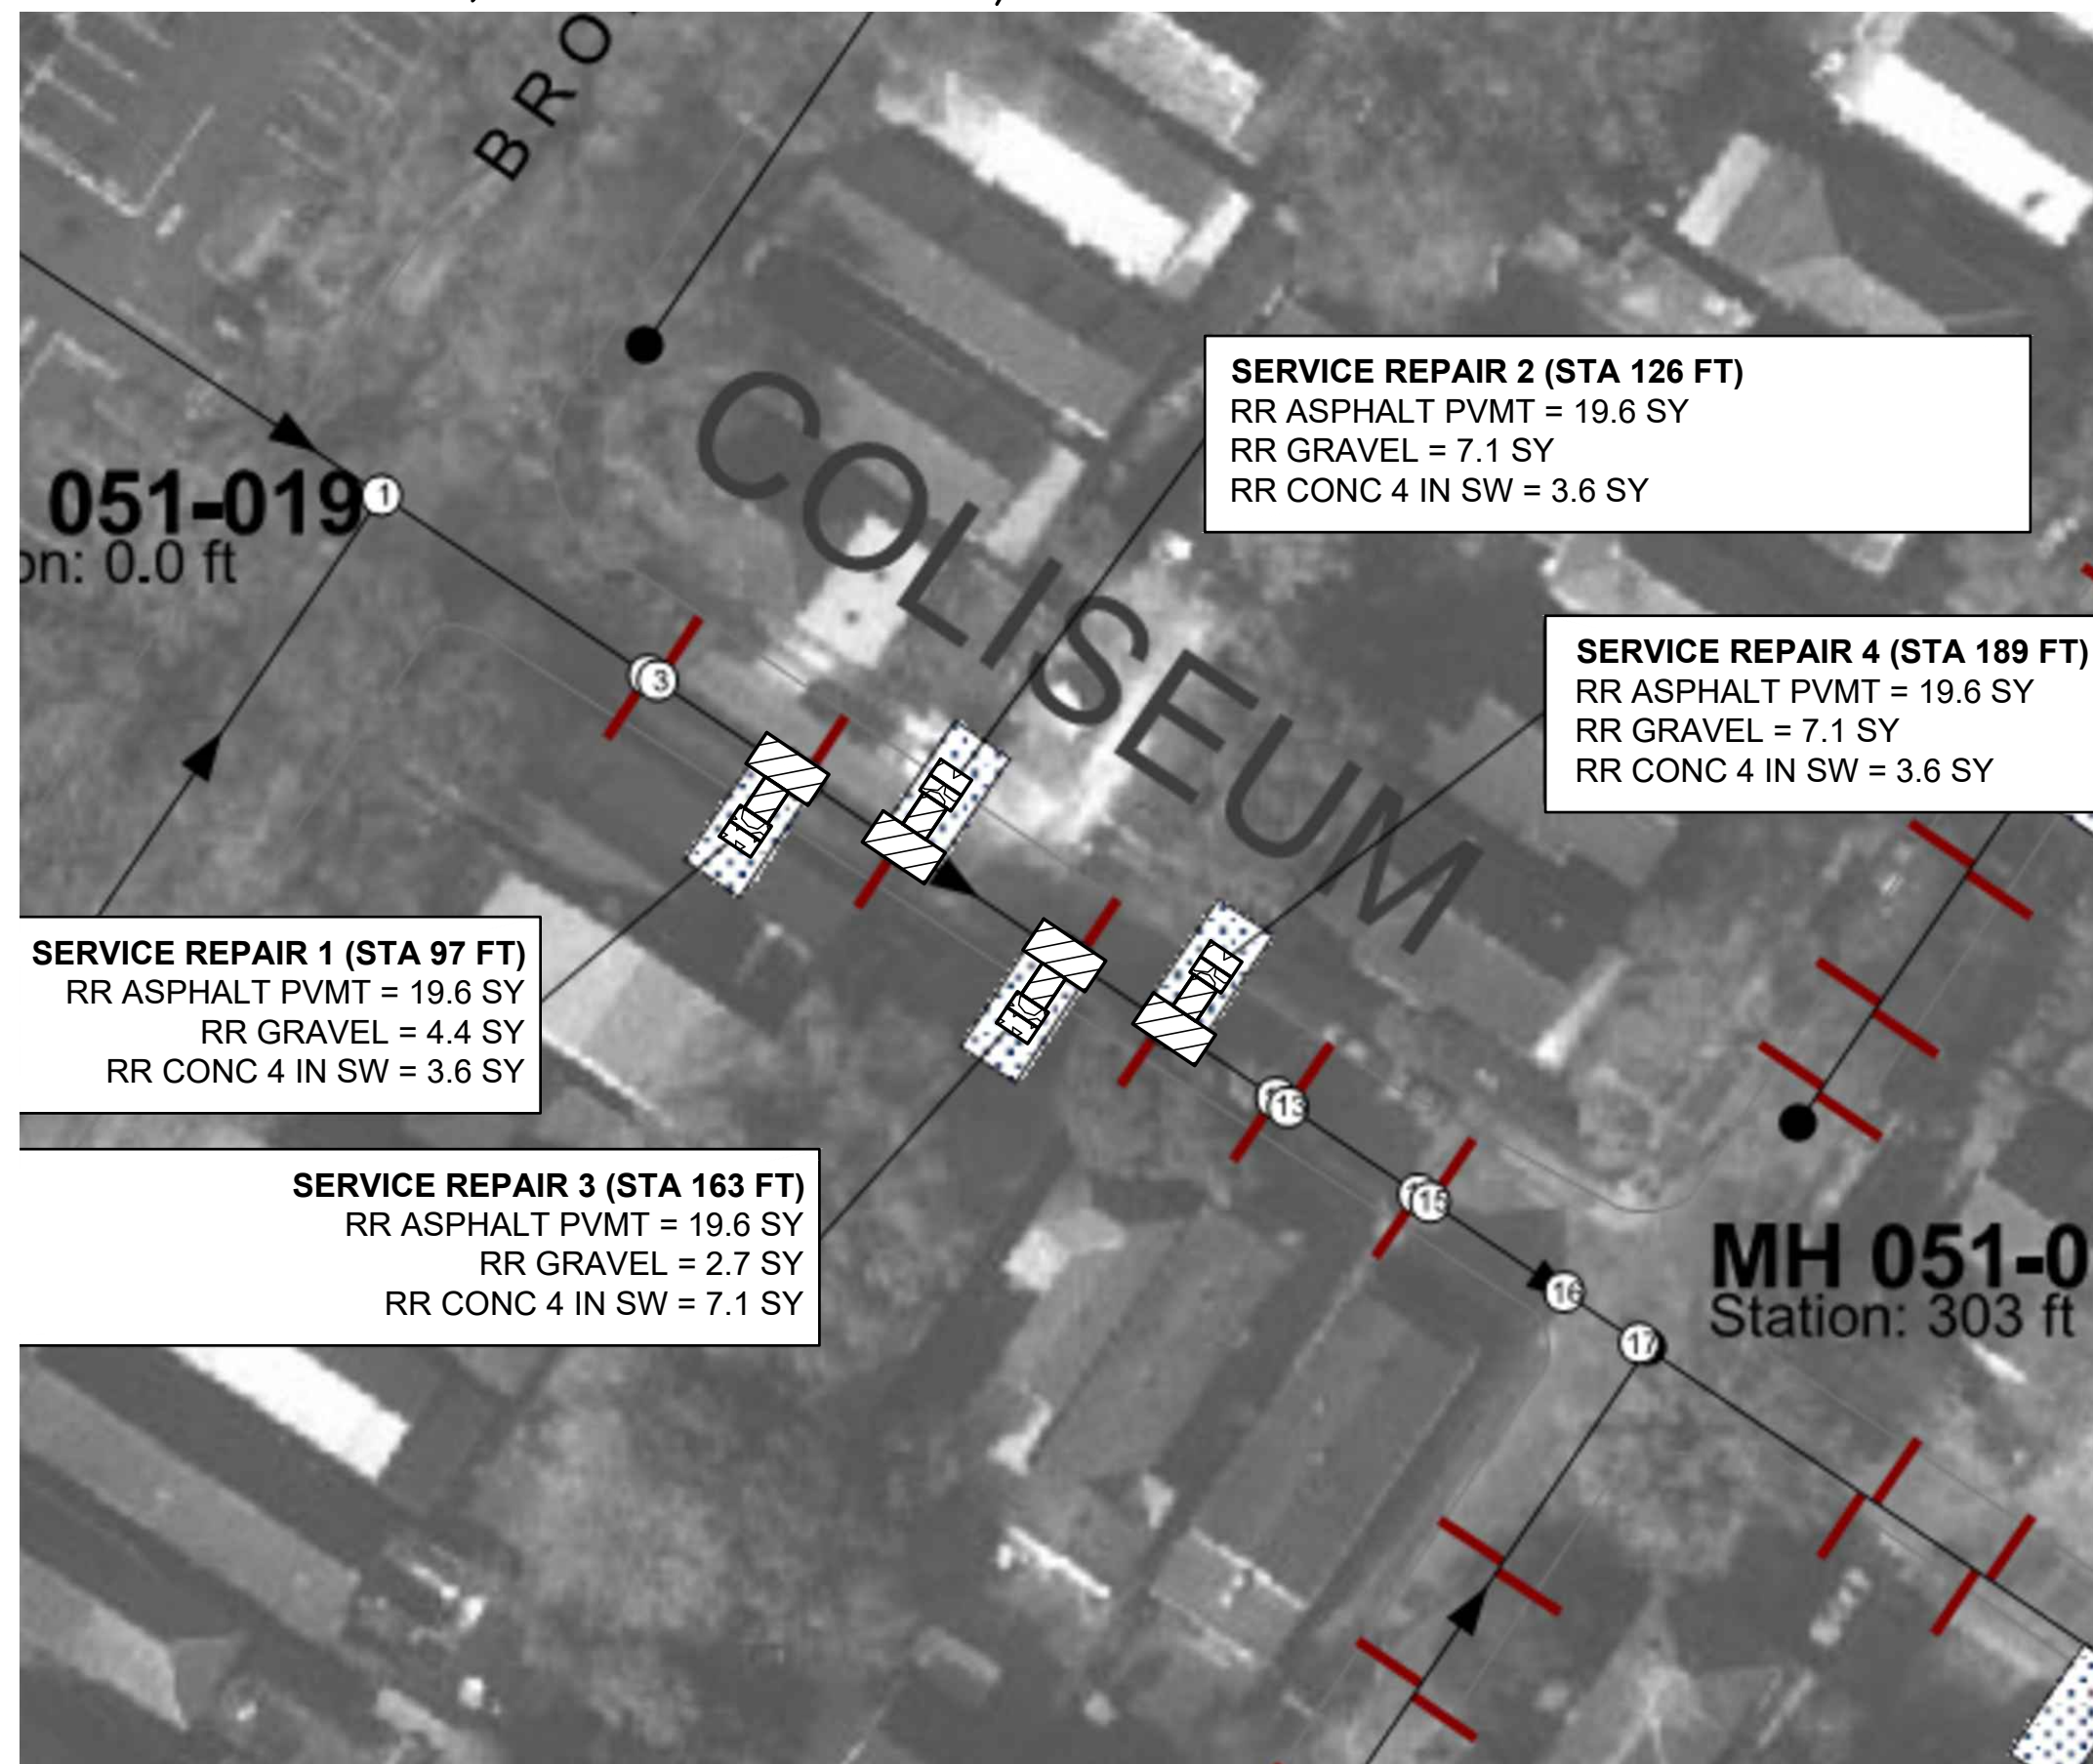 BRO
COLISEUM
051-019
on: 0.0 ft
1
3
SERVICE REPAIR 2 (STA 126 FT)
RR ASPHALT PVMT = 19.6 SY
RR GRAVEL = 7.1 SY
RR CONC 4 IN SW = 3.6 SY
SERVICE REPAIR 4 (STA 189 FT)
RR ASPHALT PVMT = 19.6 SY
RR GRAVEL = 7.1 SY
RR CONC 4 IN SW = 3.6 SY
SERVICE REPAIR 1 (STA 97 FT)
RR ASPHALT PVMT = 19.6 SY
RR GRAVEL = 4.4 SY
RR CONC 4 IN SW = 3.6 SY
SERVICE REPAIR 3 (STA 163 FT)
RR ASPHALT PVMT = 19.6 SY
RR GRAVEL = 2.7 SY
RR CONC 4 IN SW = 7.1 SY
13
15
16
17
MH 051-0
Station: 303 ft